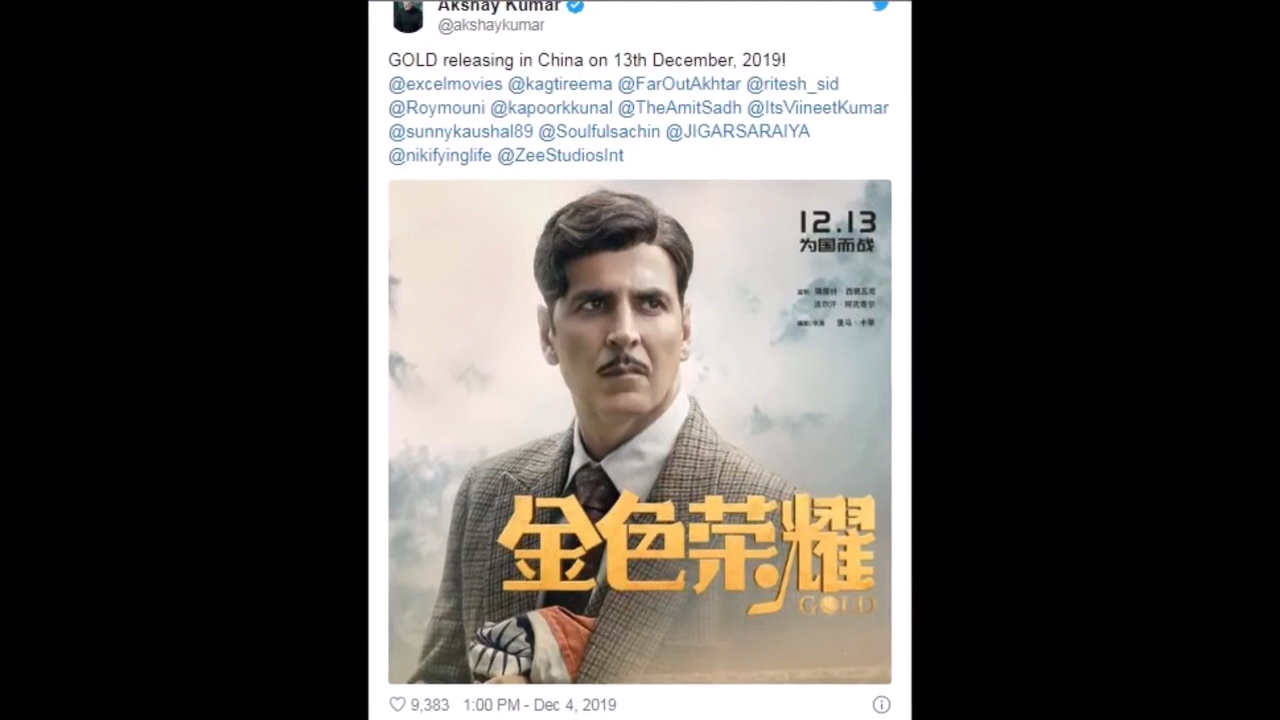 Akshay Kumar
@akshaykumar
GOLD releasing in China on 13th December, 2019!
@excelmovies @kagtireema @FarOutAkhtar @ritesh_sid
@Roymouni @kapoorkkunal @TheAmitSadh @ItsViineetKumar
@sunnykaushal89 @Soulfulsachin @JIGARSARAIYA
@nikifyinglife @ZeeStudiosInt
12.13
为国而战
金色荣耀
GOLD
9,383 1:00 PM - Dec 4, 2019